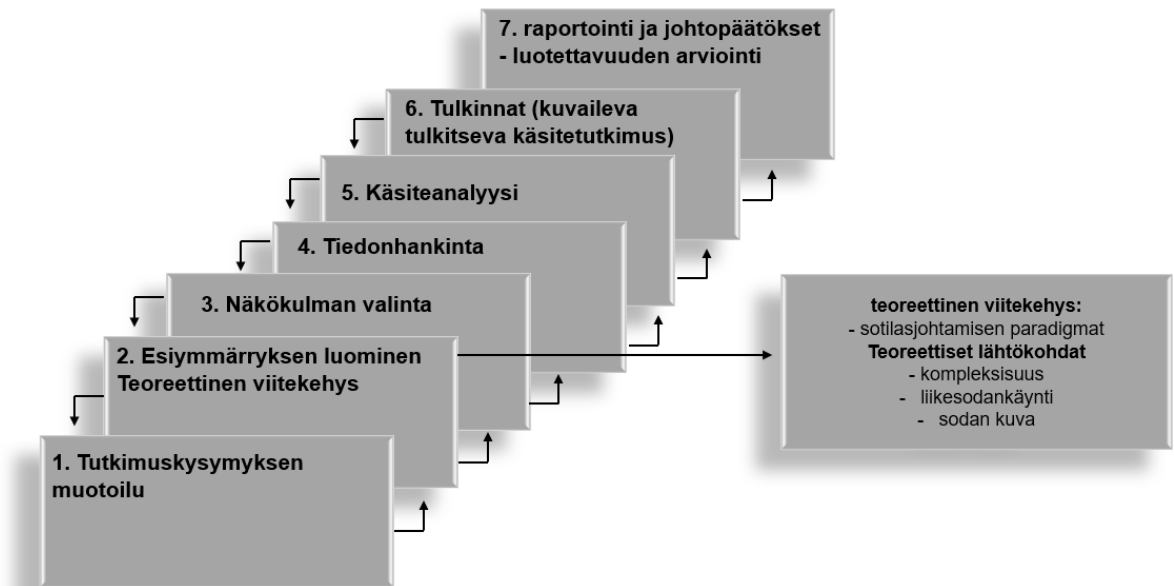 7. raportointi ja johtopäätökset
- luotettavuuden arviointi
6. Tulkinnat (kuvaileva
tulkitseva käsitetutkimus)
5. Käsiteanalyysi
4. Tiedonhankinta
3. Näkökulman valinta
2. Esiymmärryksen luominen
Teoreettinen viitekehys
1. Tutkimuskysymyksen
muotoilu
teoreettinen viitekehys:
- sotilasjohtamisen paradigmat
Teoreettiset lähtökohdat
- kompleksisuus
- liikesodankäynti
- sodan kuva